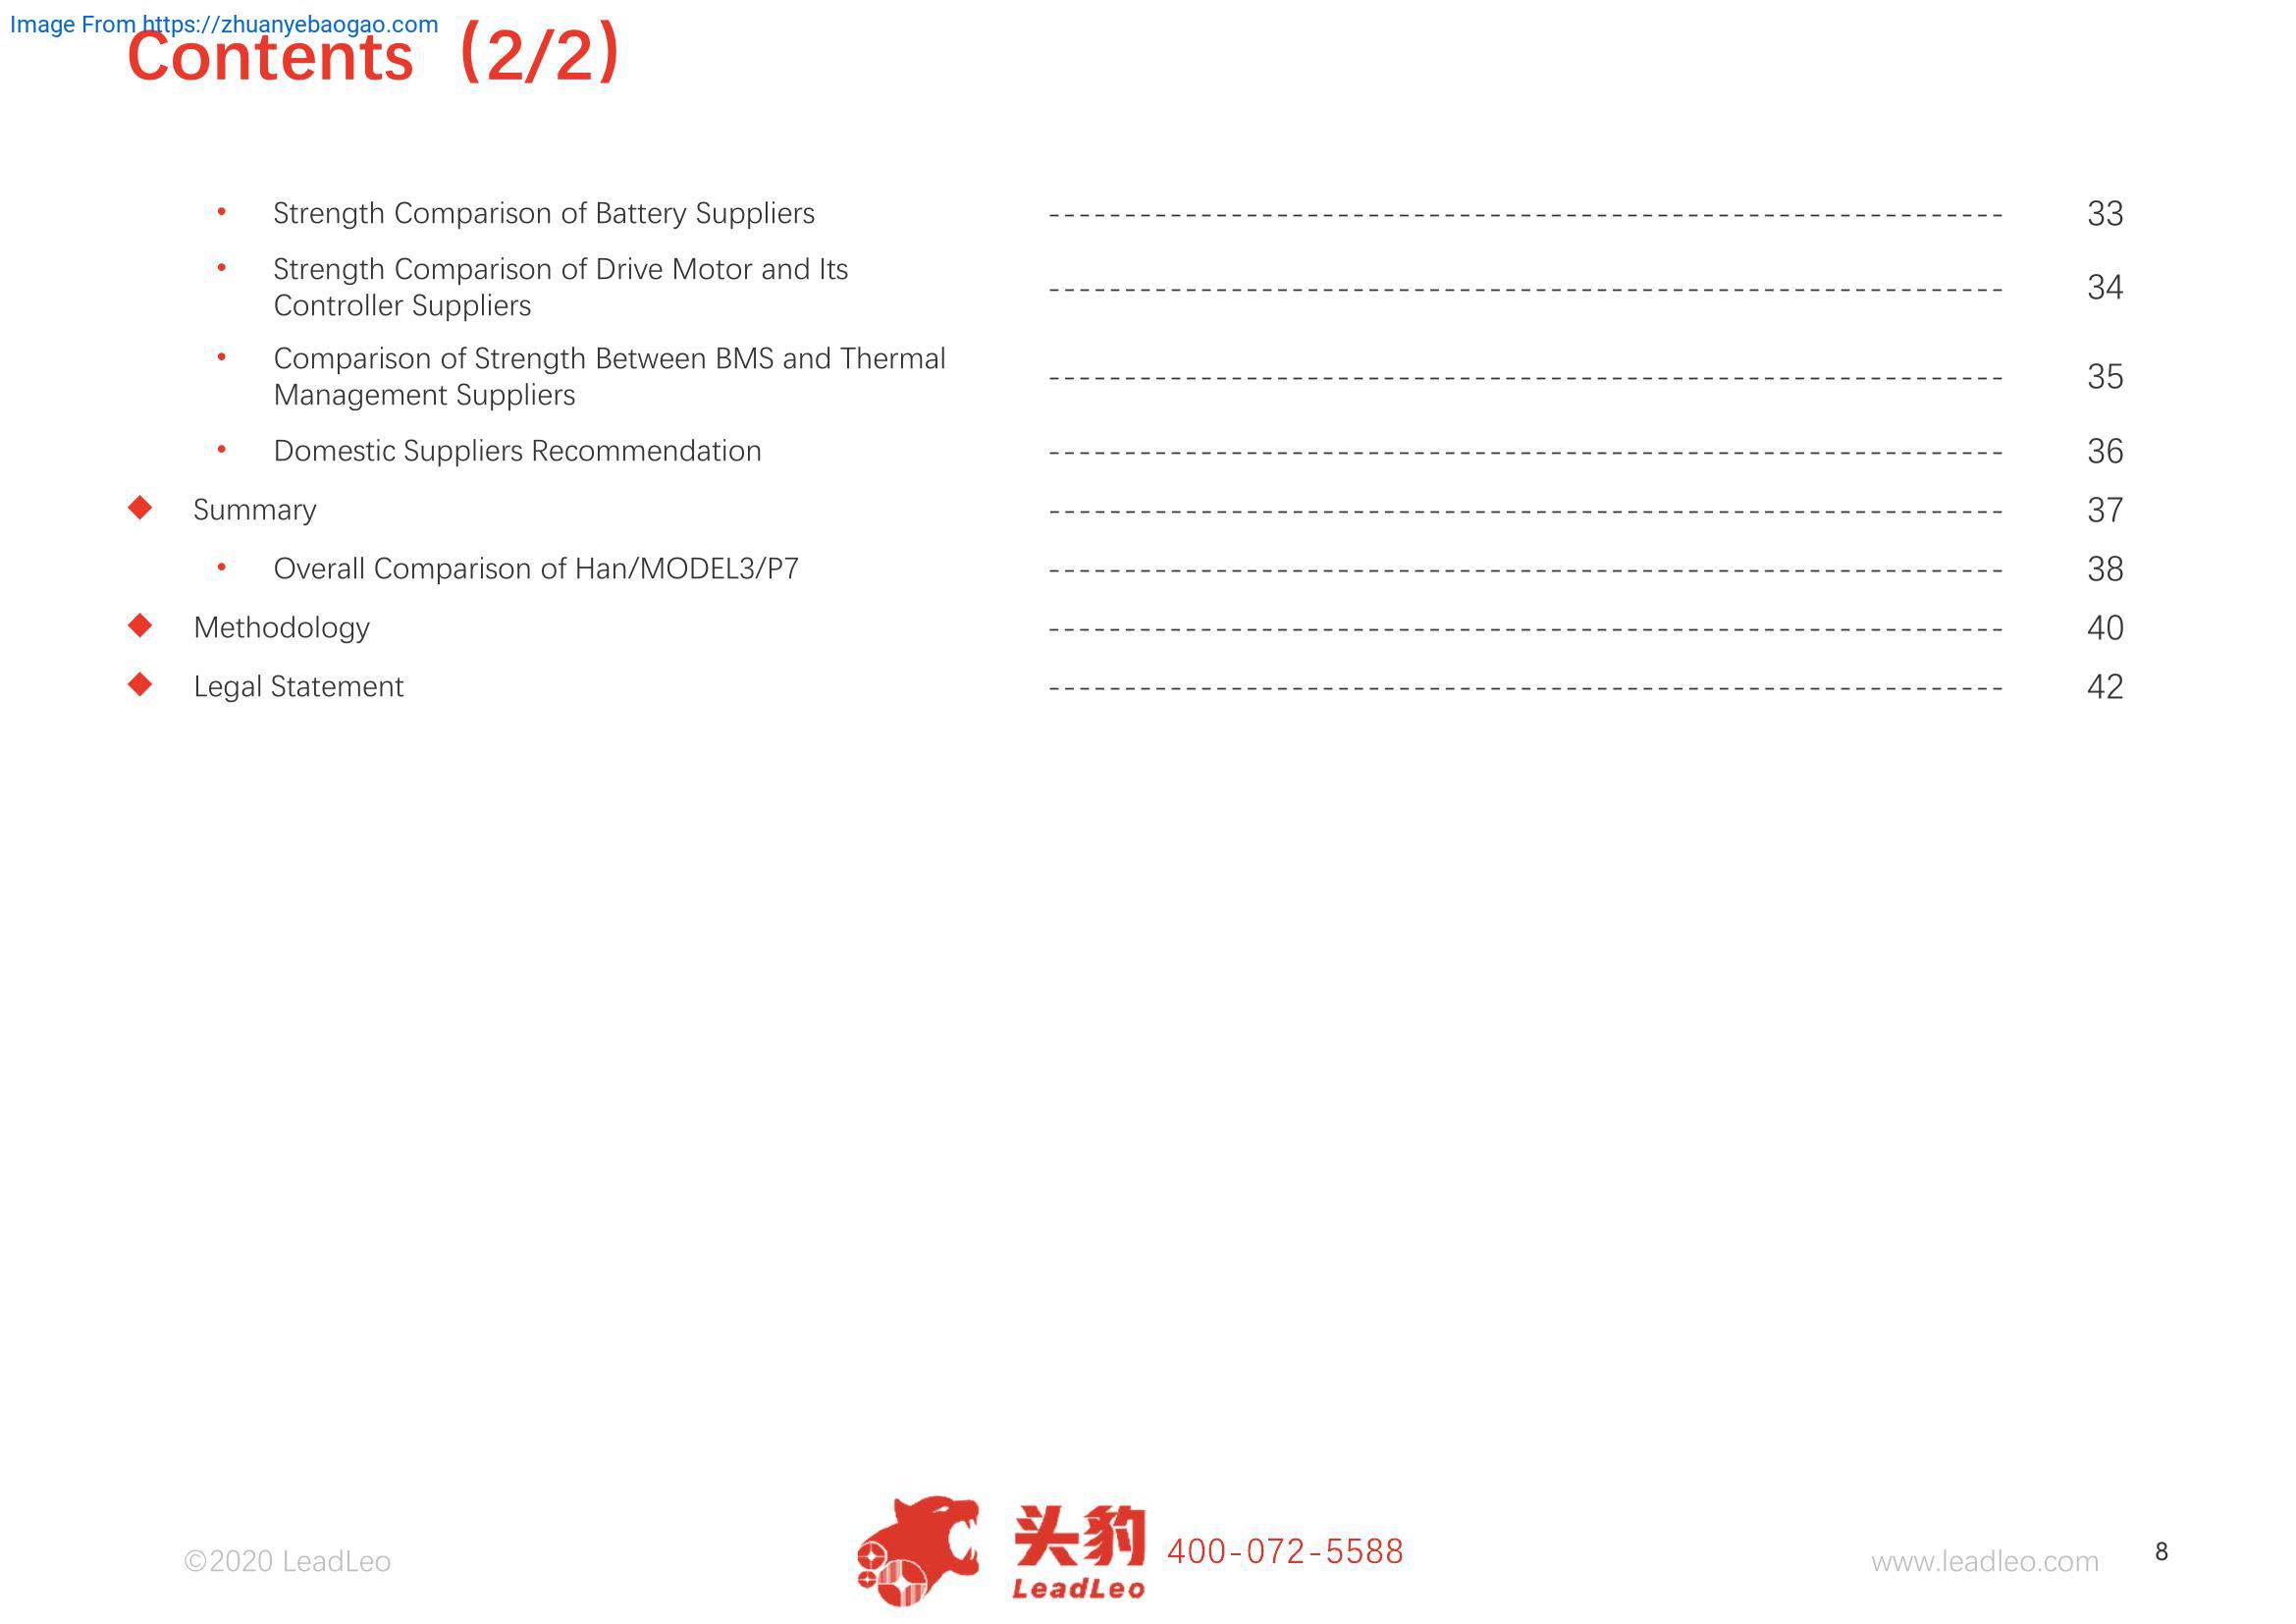 Image From https://zhuanyebaogao.com
Contents（2/2）
• Strength Comparison of Battery Suppliers ---------------------------------------------------------------- 33
• Strength Comparison of Drive Motor and Its
Controller Suppliers ---------------------------------------------------------------- 34
• Comparison of Strength Between BMS and Thermal
Management Suppliers ---------------------------------------------------------------- 35
• Domestic Suppliers Recommendation ---------------------------------------------------------------- 36
◆ Summary ---------------------------------------------------------------- 37
• Overall Comparison of Han/MODEL3/P7 ---------------------------------------------------------------- 38
◆ Methodology ---------------------------------------------------------------- 40
◆ Legal Statement ---------------------------------------------------------------- 42
©2020 LeadLeo
头豹
LeadLeo
400-072-5588
www.leadleo.com
8